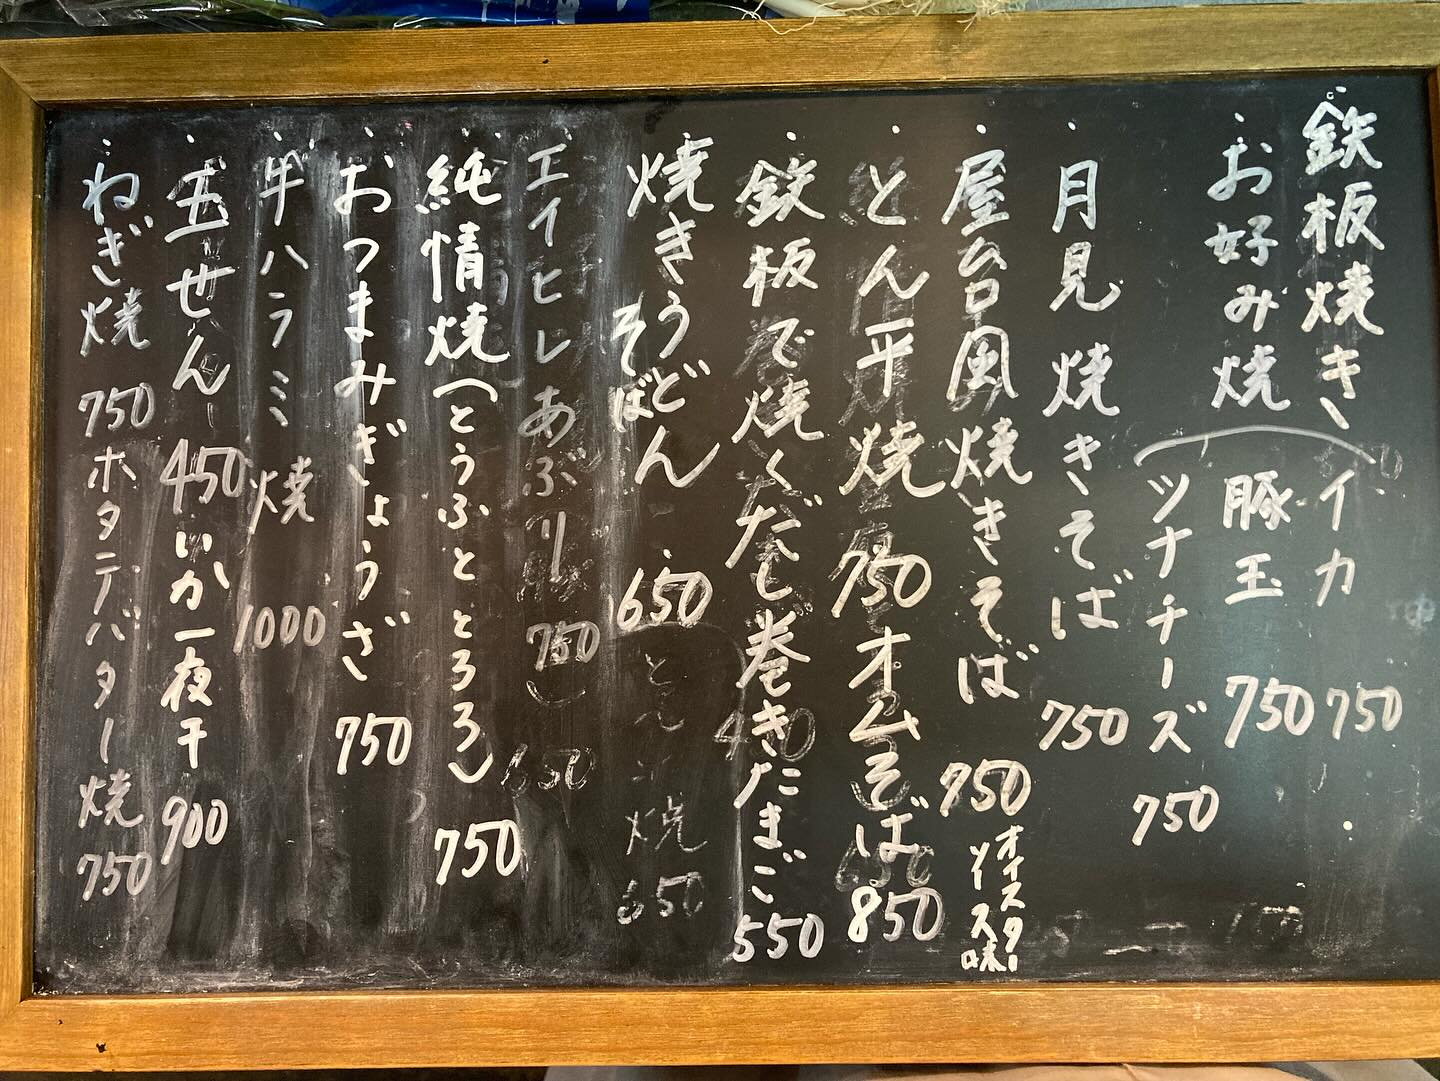 ・鉄板焼き
・お好み焼
イカ 750
豚玉 750
ツナチーズ 750
・月見焼きそば 750
・屋台風焼きそば 750
オイスターソース味
・とん平焼 750
オムそば 850
・鉄板で焼くだし巻きたまご 550
・焼きうどん
そば
650
・エイヒレあぶり 750
・純情焼(とうふととろろ) 750
・おつまみぎょうざ 750
・牛ハラミ焼 1000
・玉せん 450
いか一夜干 900
・ねぎ焼 750
ホタテバター焼 750